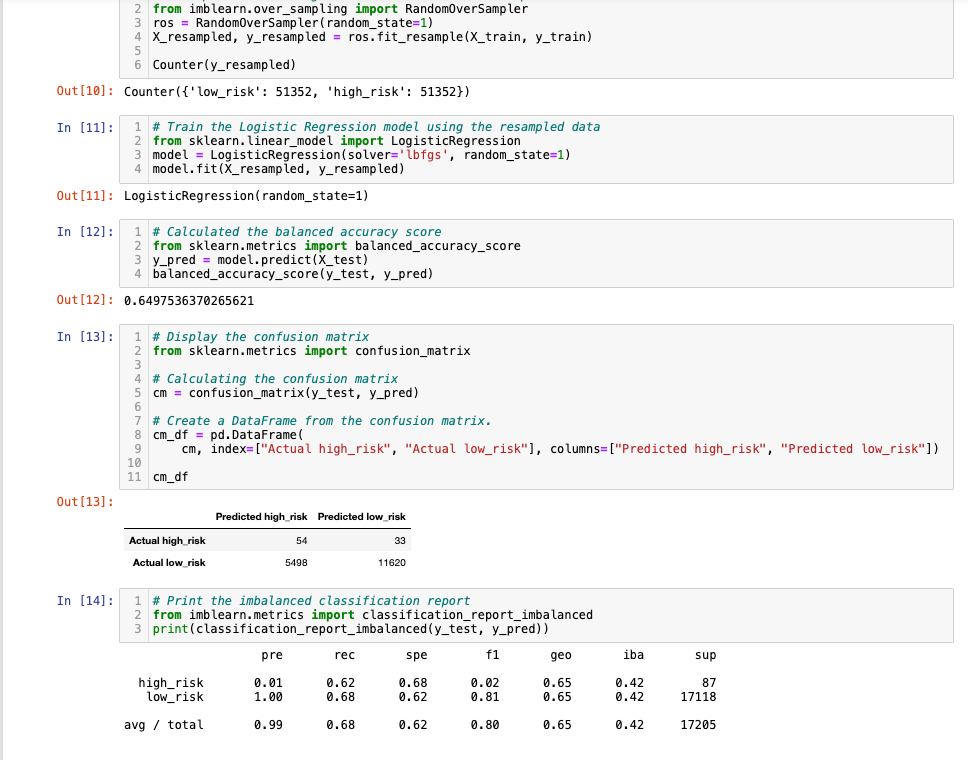 2 from imblearn.over_sampling import RandomOverSampler
3 ros = RandomOverSampler(random_state=1)
4 X_resampled, y_resampled = ros.fit_resample(X_train, y_train)
5
6 Counter(y_resampled)
Out[10]: Counter({'low_risk': 51352, 'high_risk': 51352})
In [11]: 1 # Train the Logistic Regression model using the resampled data
2 from sklearn.linear_model import LogisticRegression
3 model = LogisticRegression(solver='lbfgs', random_state=1)
4 model.fit(X_resampled, y_resampled)
Out[11]: LogisticRegression(random_state=1)
In [12]: 1 # Calculated the balanced accuracy score
2 from sklearn.metrics import balanced_accuracy_score
3 y_pred = model.predict(X_test)
4 balanced_accuracy_score(y_test, y_pred)
Out[12]: 0.6497536370265621
In [13]: 1 # Display the confusion matrix
2 from sklearn.metrics import confusion_matrix
3
4 # Calculating the confusion matrix
5 cm = confusion_matrix(y_test, y_pred)
6
7 # Create a DataFrame from the confusion matrix.
8 cm_df = pd.DataFrame(
9     cm, index=["Actual high_risk", "Actual low_risk"], columns=["Predicted high_risk", "Predicted low_risk"])
10
11 cm_df
Out[13]:
Predicted high_risk Predicted low_risk
Actual high_risk 54 33
Actual low_risk 5498 11620
In [14]: 1 # Print the imbalanced classification report
2 from imblearn.metrics import classification_report_imbalanced
3 print(classification_report_imbalanced(y_test, y_pred))
pre rec spe f1 geo iba sup
high_risk 0.01 0.62 0.68 0.02 0.65 0.42 87
low_risk 1.00 0.68 0.62 0.81 0.65 0.42 17118
avg / total 0.99 0.68 0.62 0.80 0.65 0.42 17205